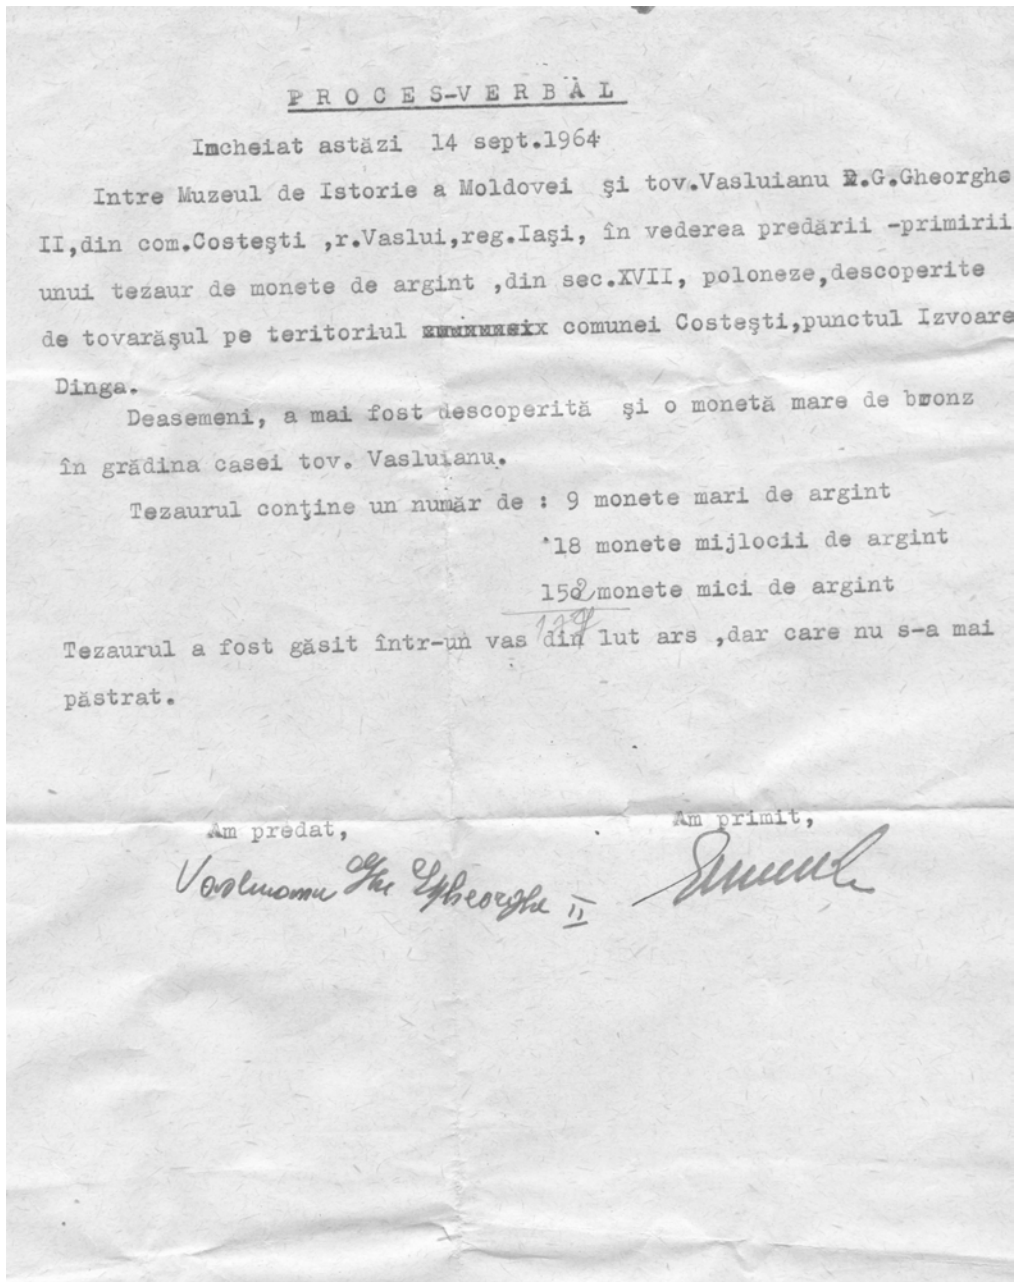 PROCES-VERBAL
Imcheiat astăzi 14 sept.1964
Intre Muzeul de Istorie a Moldovei şi tov.Vasluianu .G.Gheorghe
II,din com.Costeşti ,r.Vaslui,reg.Iaşi, în vederea predării -primirii
unui tezaur de monete de argint ,din sec.XVII, poloneze,descoperite
de tovarăşul pe teritoriul comunei Costeşti,punctul Izvoare
Dinga.
Deasemeni, a mai fost descoperită şi o monetă mare de bronz
în grădina casei tov. Vasluianu.
Tezaurul conţine un număr de : 9 monete mari de argint
18 monete mijlocii de argint
152 monete mici de argint
179
Tezaurul a fost găsit într-un vas din lut ars ,dar care nu s-a mai
păstrat.
Am predat,
Am primit,
Vasluianu Ghe Gheorghe II